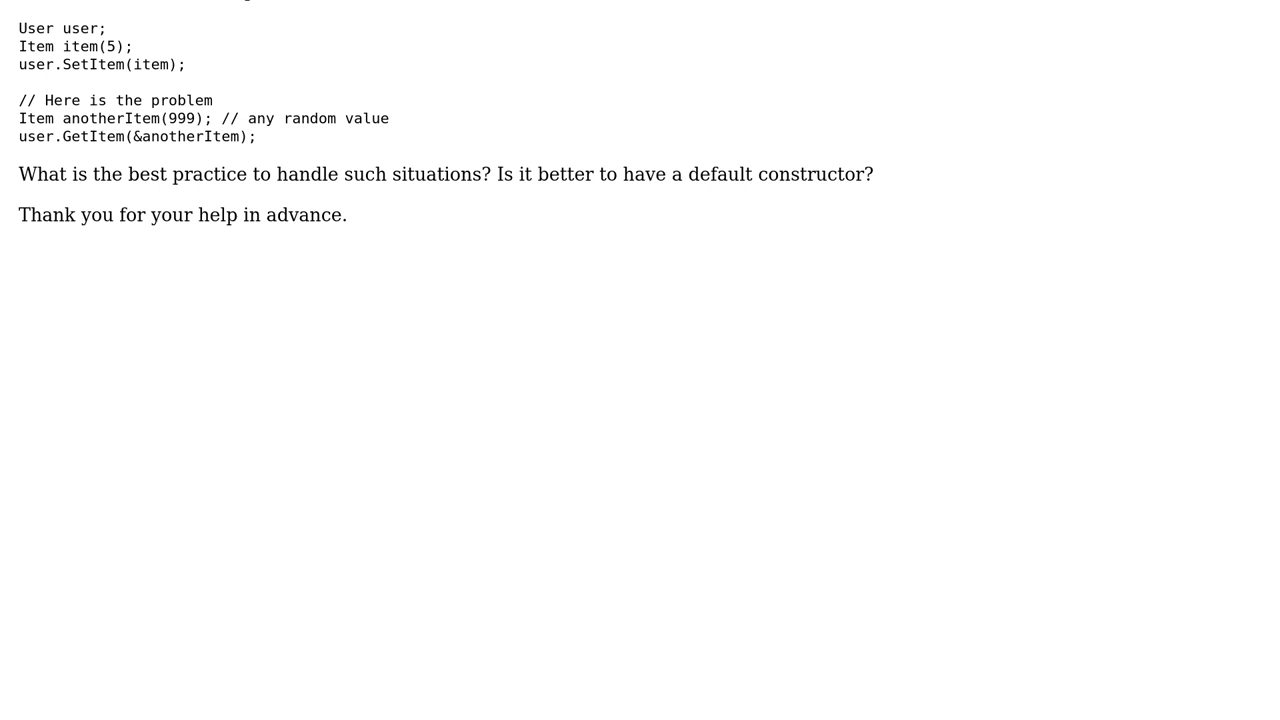 User user;
Item item(5);
user.SetItem(item);
// Here is the problem
Item anotherItem(999); // any random value
user.GetItem(&anotherItem);
What is the best practice to handle such situations? Is it better to have a default constructor?
Thank you for your help in advance.